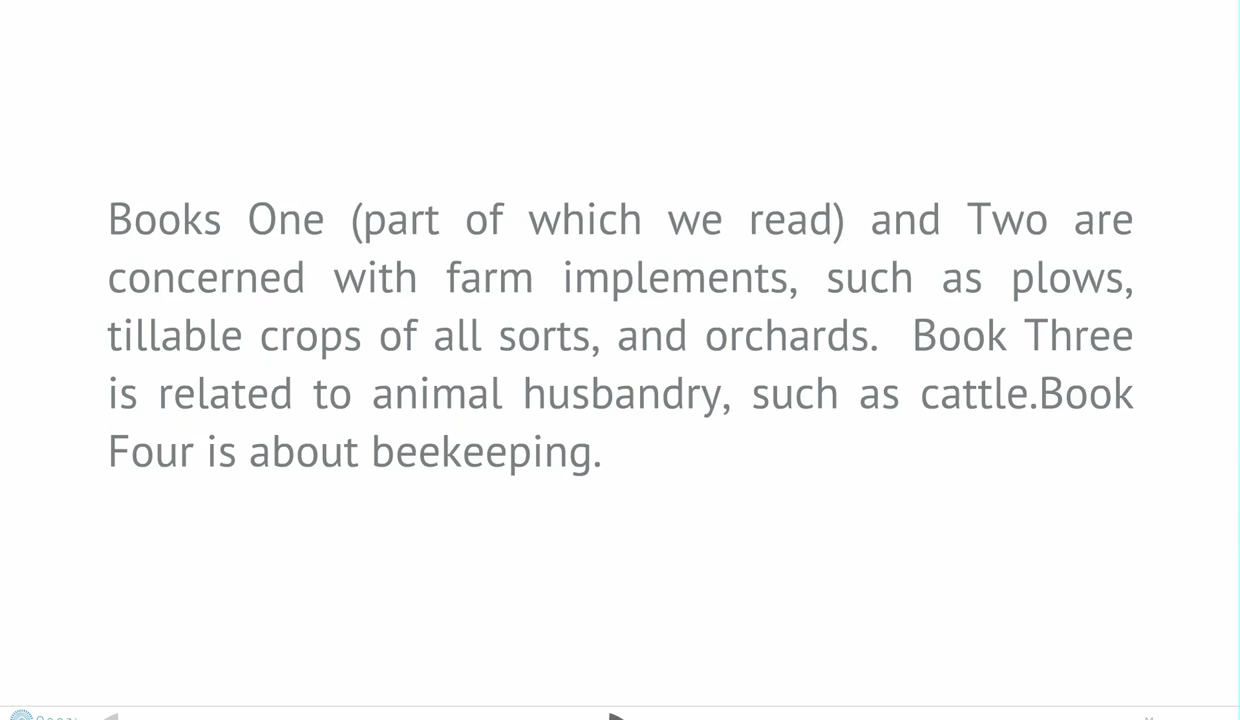 Books One (part of which we read) and Two are
concerned with farm implements, such as plows,
tillable crops of all sorts, and orchards.  Book Three
is related to animal husbandry, such as cattle.Book
Four is about beekeeping.